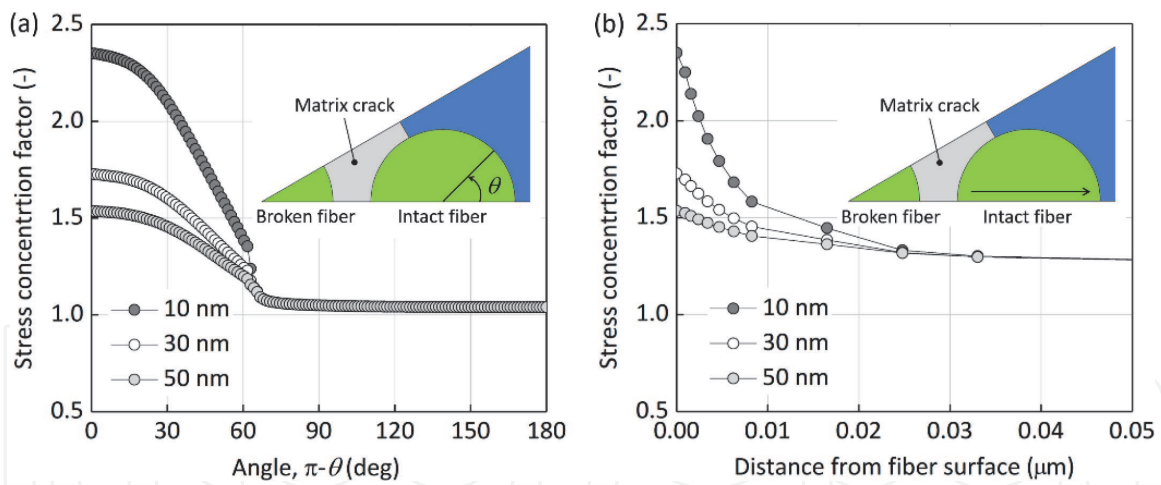 (a)
Stress concentrtion factor (-)
2.5
2.0
1.5
1.0
0.5
Matrix crack
θ
Broken fiber
Intact fiber
10 nm
30 nm
50 nm
0
30
60
90
120
150
180
Angle, π-θ (deg)
(b)
Stress concentrtion factor (-)
2.5
2.0
1.5
1.0
0.5
Matrix crack
Broken fiber
Intact fiber
10 nm
30 nm
50 nm
0.00
0.01
0.02
0.03
0.04
0.05
Distance from fiber surface (μm)